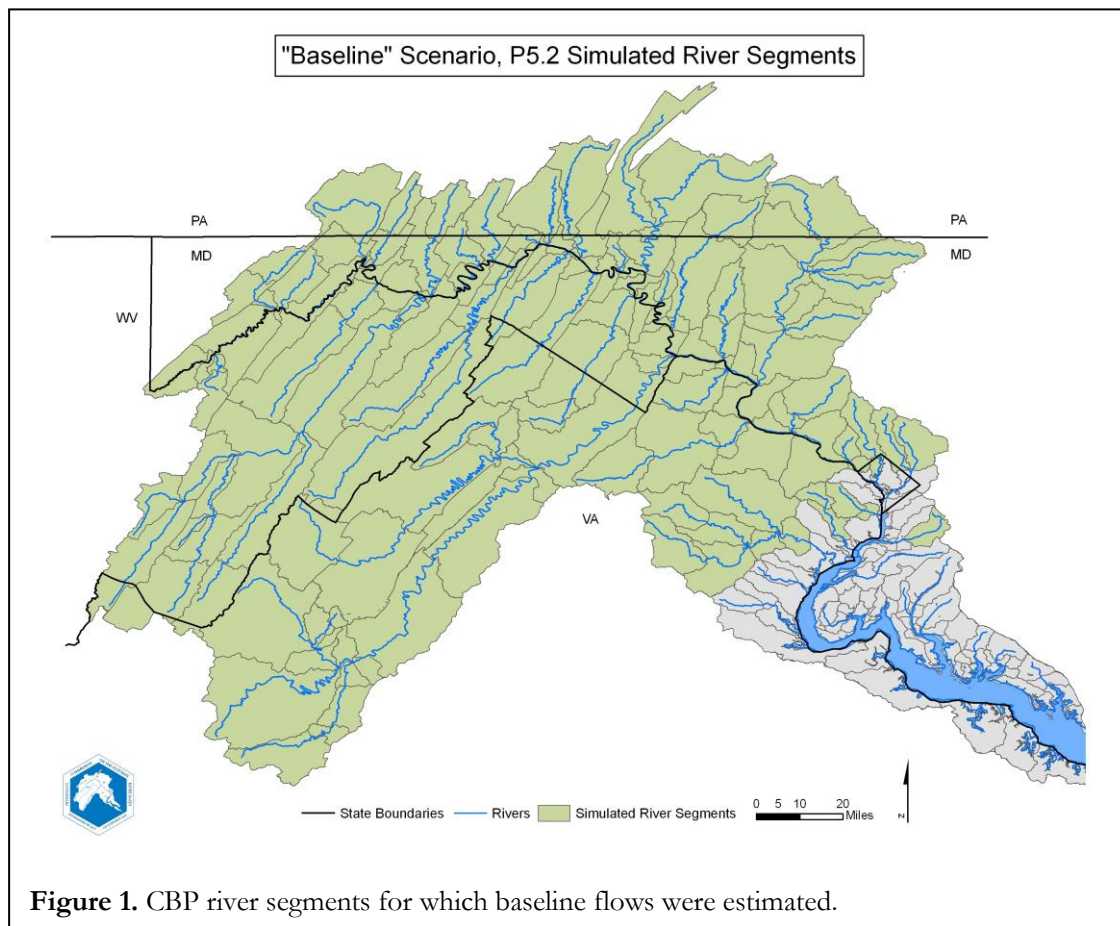 "Baseline" Scenario, P5.2 Simulated River Segments
PA
PA
MD
MD
WV
VA
State Boundaries
Rivers
Simulated River Segments
0 5 10 20
Miles
N
Figure 1. CBP river segments for which baseline flows were estimated.